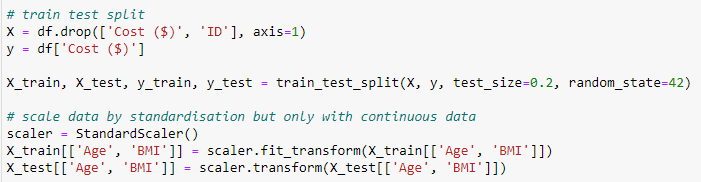 # train test split
X = df.drop(['Cost ($)', 'ID'], axis=1)
y = df['Cost ($)']
X_train, X_test, y_train, y_test = train_test_split(X, y, test_size=0.2, random_state=42)
# scale data by standardisation but only with continuous data
scaler = StandardScaler()
X_train[['Age', 'BMI']] = scaler.fit_transform(X_train[['Age', 'BMI']])
X_test[['Age', 'BMI']] = scaler.transform(X_test[['Age', 'BMI']])